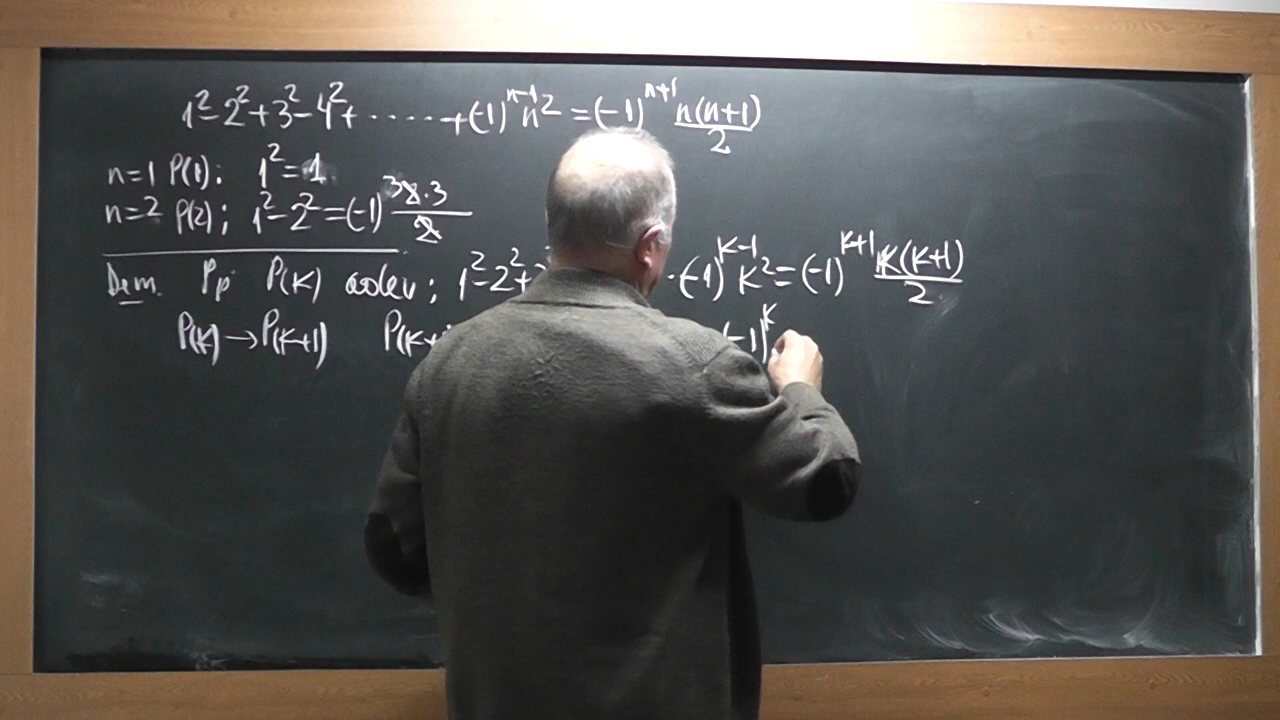 1² - 2² + 3² - 4² + ...... + (-1)ⁿ⁻¹ n² = (-1)ⁿ⁺¹ n(n+1)/2
n=1 P(1): 1² = 1
n=2 P(2); 1² - 2² = (-1)³ 2·3/2
Dem. Pp P(k) adev; 1² - 2² + · (-1)ᵏ⁻¹ k² = (-1)ᵏ⁺¹ k(k+1)/2
P(k) → P(k+1) P(k+ -1)ᵏ